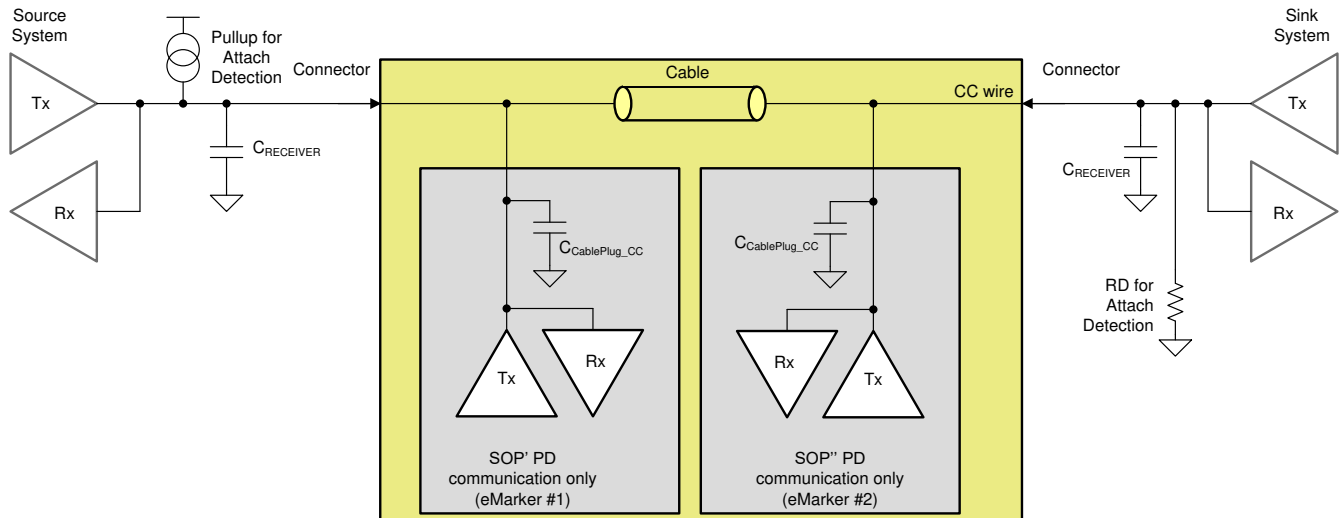 Source
System
Pullup for
Attach
Detection
Connector
Cable
CC wire
Connector
Sink
System
Tx
Rx
CRECEIVER
CCablePlug_CC
CCablePlug_CC
CRECEIVER
Tx
Rx
RD for
Attach
Detection
Tx
Rx
Rx
Tx
SOP' PD
communication only
(eMarker #1)
SOP'' PD
communication only
(eMarker #2)